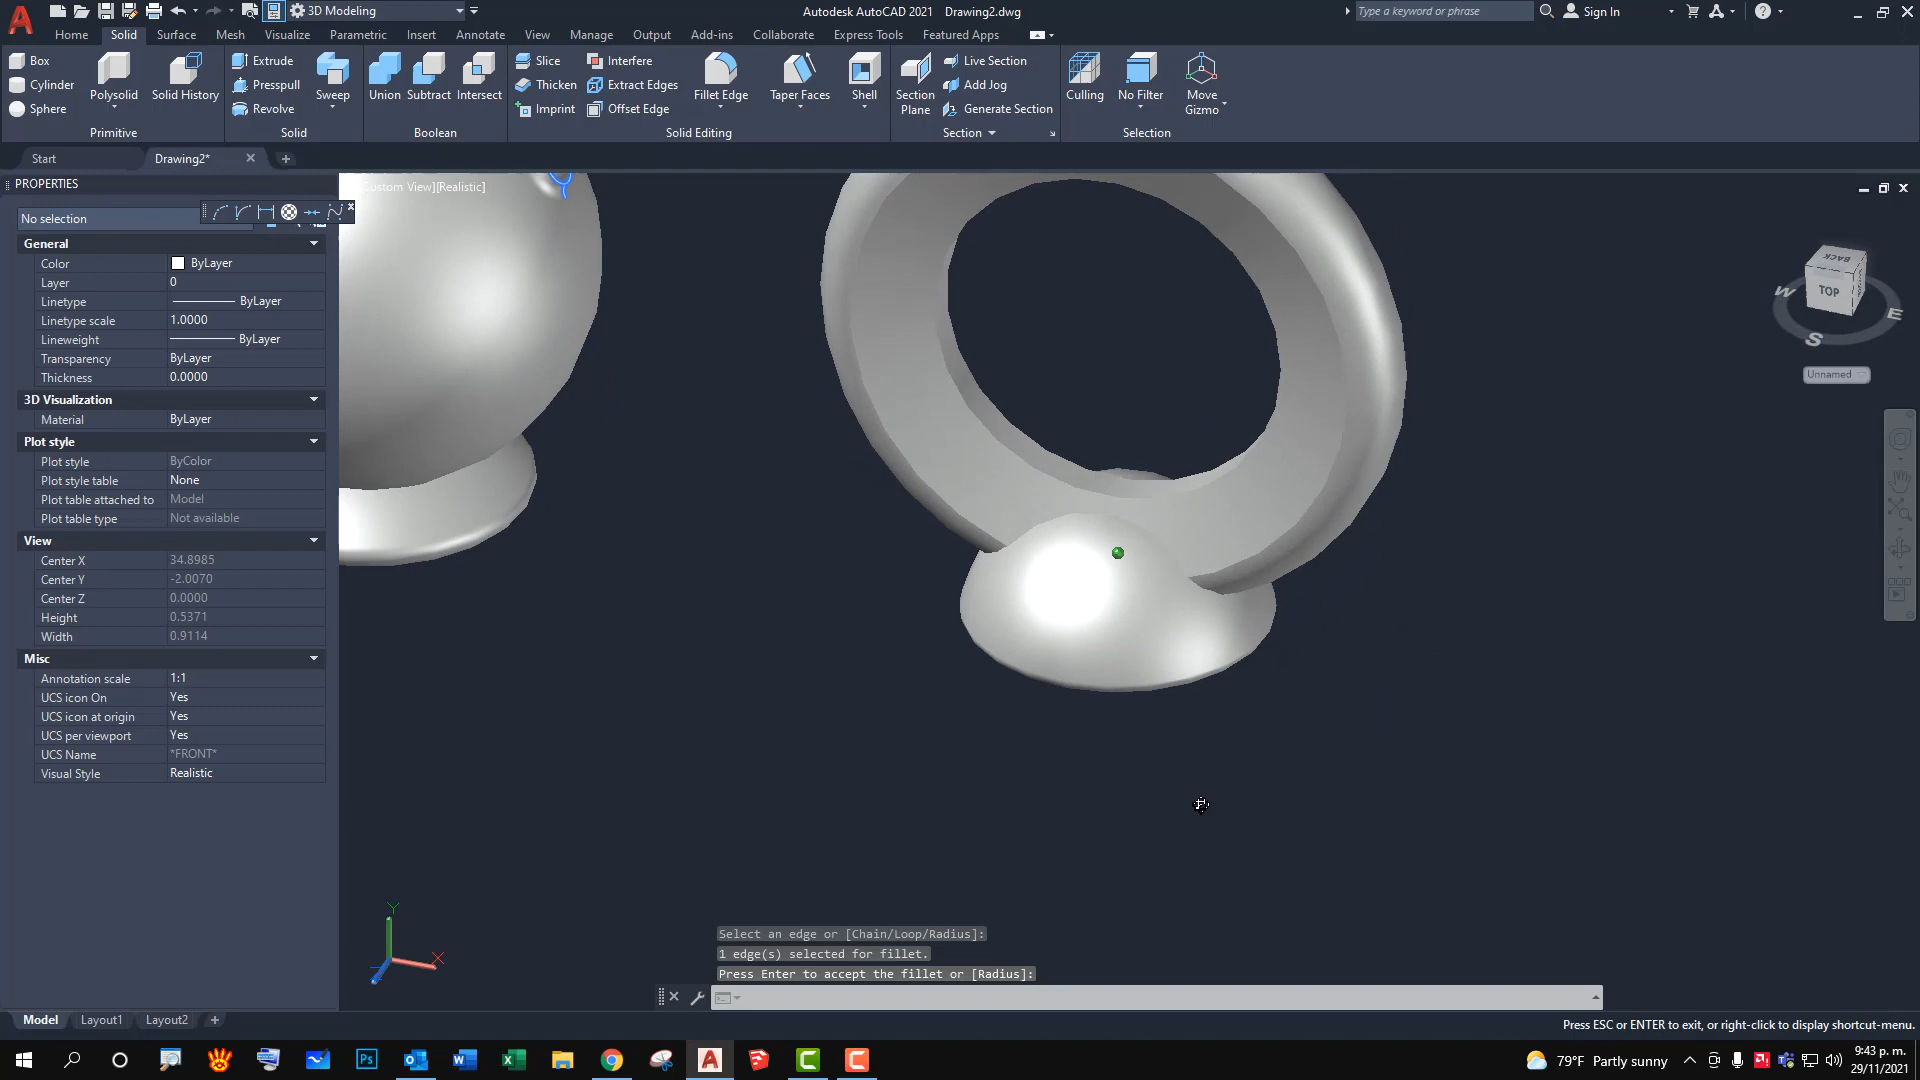 3D Modeling
Autodesk AutoCAD 2021 Drawing2.dwg
Type a keyword or phrase
Sign In
Home Solid Surface Mesh Visualize Parametric Insert Annotate View Manage Output Add-ins Collaborate Express Tools Featured Apps
Box
Cylinder
Sphere
Polysolid
Solid History
Primitive
Extrude
Presspull
Revolve
Sweep
Solid
Union
Subtract
Intersect
Boolean
Slice
Thicken
Imprint
Interfere
Extract Edges
Offset Edge
Fillet Edge
Taper Faces
Shell
Solid Editing
Section
Plane
Live Section
Add Jog
Generate Section
Section
Culling
No Filter
Move
Gizmo
Selection
Start
Drawing2*
PROPERTIES
No selection
General
Color ByLayer
Layer 0
Linetype ByLayer
Linetype scale 1.0000
Lineweight ByLayer
Transparency ByLayer
Thickness 0.0000
3D Visualization
Material ByLayer
Plot style
Plot style ByColor
Plot style table None
Plot table attached to Model
Plot table type Not available
View
Center X 34.8985
Center Y -2.0070
Center Z 0.0000
Height 0.5371
Width 0.9114
Misc
Annotation scale 1:1
UCS icon On Yes
UCS icon at origin Yes
UCS per viewport Yes
UCS Name *FRONT*
Visual Style Realistic
Custom View][Realistic]
BACK
TOP
W
E
S
Unnamed
Y
X
Select an edge or [Chain/Loop/Radius]:
1 edge(s) selected for fillet.
Press Enter to accept the fillet or [Radius]:
Model Layout1 Layout2
Press ESC or ENTER to exit, or right-click to display shortcut-menu.
79°F Partly sunny
9:43 p. m.
29/11/2021